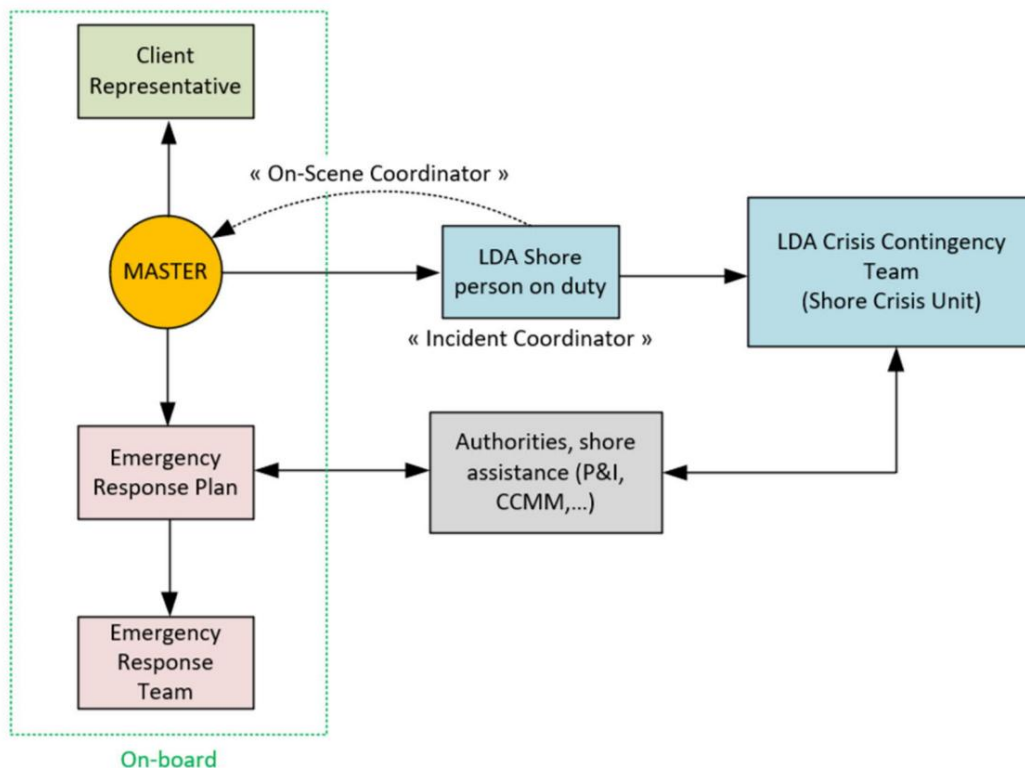 Client
Representative
« On-Scene Coordinator »
MASTER
LDA Shore
person on duty
LDA Crisis Contingency
Team
(Shore Crisis Unit)
« Incident Coordinator »
Emergency
Response Plan
Authorities, shore
assistance (P&I,
CCMM,...)
Emergency
Response
Team
On-board